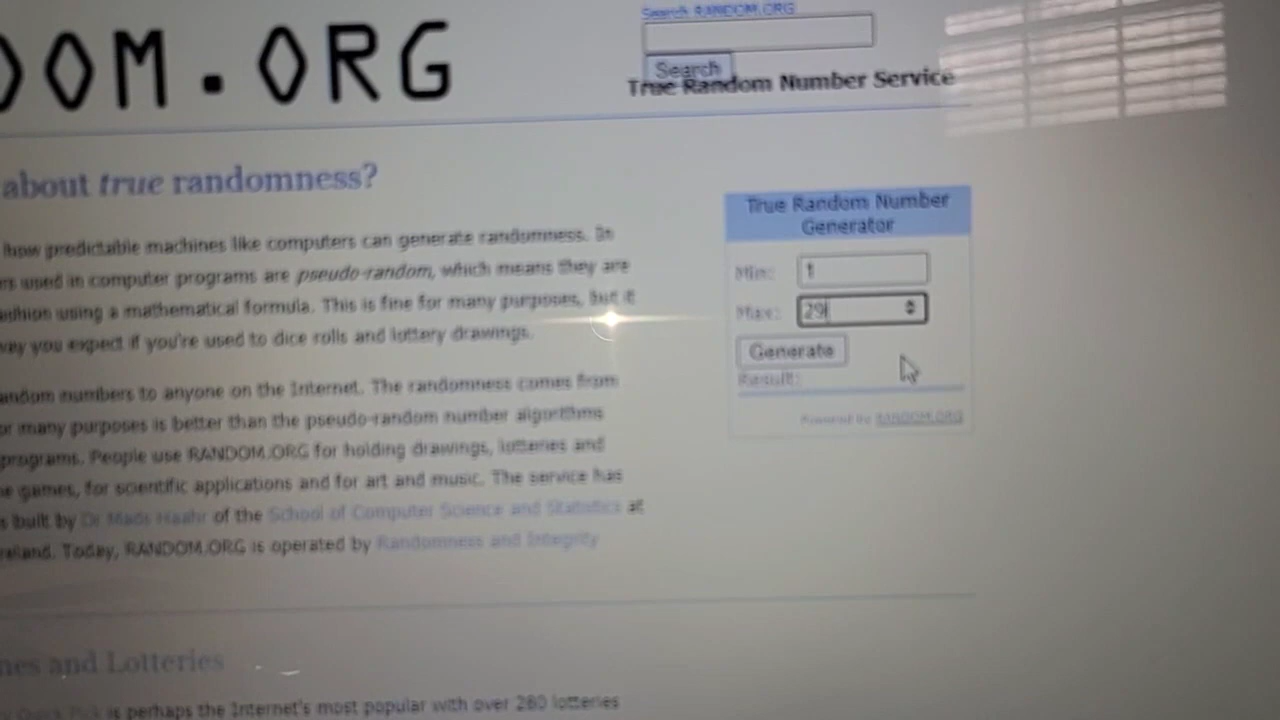 DOM.ORG
Search RANDOM.ORG
Search
True Random Number Service
about true randomness?
how predictable machines like computers can generate randomness. In
rs used in computer programs are pseudo-random, which means they are
ashion using a mathematical formula. This is fine for many purposes, but it
way you expect if you're used to dice rolls and lottery drawings.
andom numbers to anyone on the Internet. The randomness comes from
or many purposes is better than the pseudo-random number algorithms
programs. People use RANDOM.ORG for holding drawings, lotteries and
e games, for scientific applications and for art and music. The service has
s built by Dr Mads Haahr of the School of Computer Science and Statistics at
reland. Today, RANDOM.ORG is operated by Randomness and Integrity
True Random Number
Generator
Min: 1
Max: 29
Generate
Result:
Powered by RANDOM.ORG
mes and Lotteries
Quick Pick is perhaps the Internet's most popular with over 280 lotteries